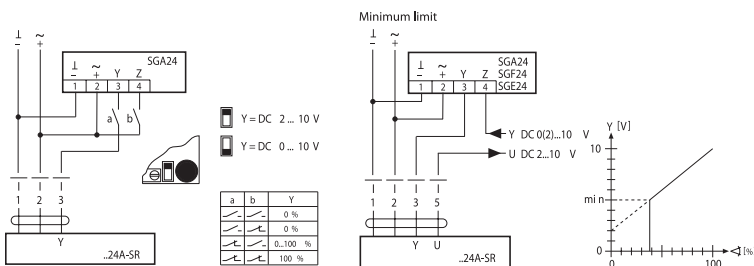 ⊥ ~
− +
SGA24
⊥ ~ Y Z
− +
1 2 3 4
a b
Y = DC 2 ... 10 V
Y = DC 0 ... 10 V
1 2 3
Y
..24A-SR
a b Y
0 %
0 %
0...100 %
100 %
Minimum limit
⊥ ~
− +
SGA24
SGF24
SGE24
⊥ ~ Y Z
− +
1 2 3 4
Y DC 0(2)...10 V
U DC 2...10 V
1 2 3 5
Y U
..24A-SR
Y [V]
10
min
0
0 100
[%